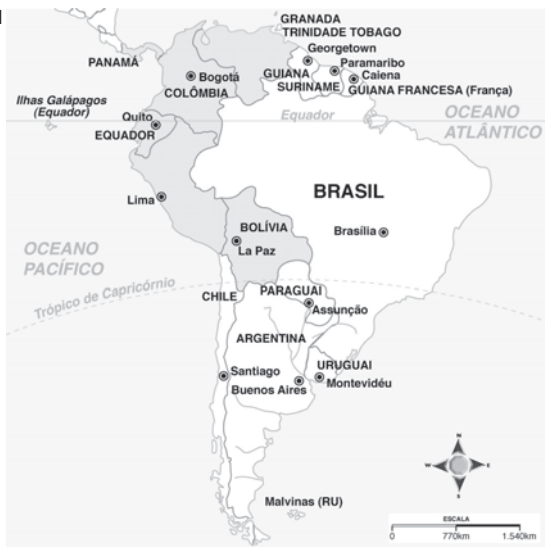 GRANADA
TRINIDADE TOBAGO
Georgetown
PANAMÁ
Paramaribo
Bogotá
GUIANA
Caiena
COLÔMBIA
SURINAME
GUIANA FRANCESA (França)
Ilhas Galápagos
(Equador)
Quito
Equador
OCEANO
ATLÂNTICO
EQUADOR
BRASIL
Lima
BOLÍVIA
Brasília
La Paz
OCEANO
PACÍFICO
Trópico de Capricórnio
CHILE
PARAGUAI
Assunção
ARGENTINA
Santiago
URUGUAI
Buenos Aires
Montevidéu
N
W
E
S
Malvinas (RU)
ESCALA
0 770km 1.540km